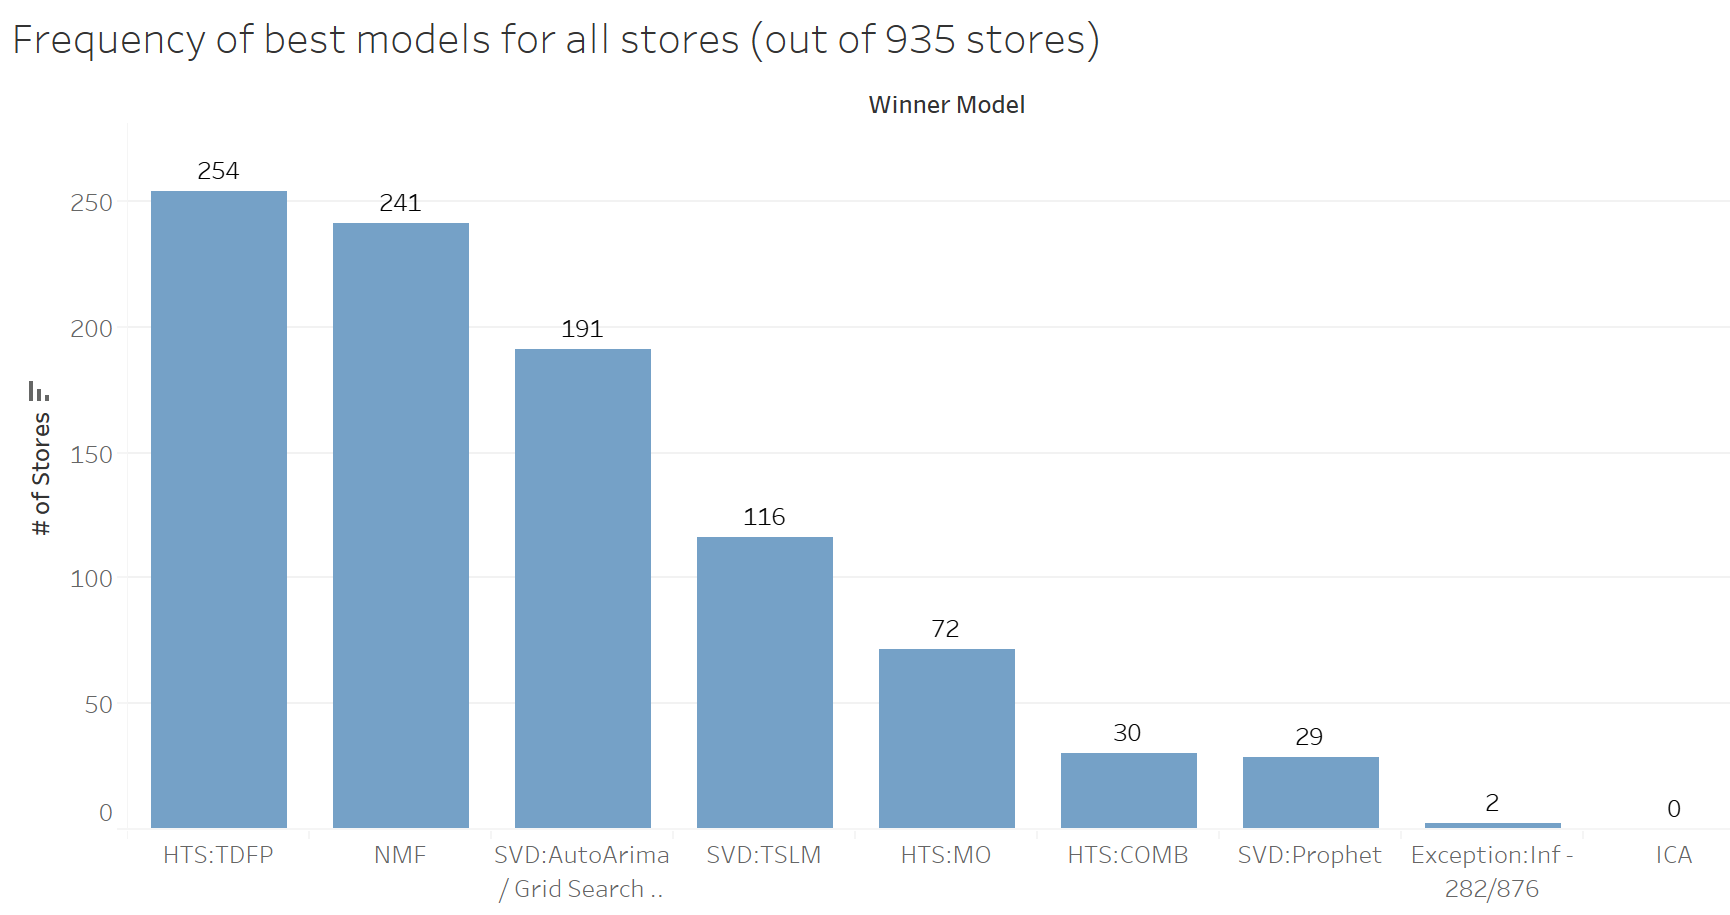 Frequency of best models for all stores (out of 935 stores)
Winner Model
# of Stores
250
200
150
100
50
0
254
241
191
116
72
30
29
2
0
HTS:TDFP
NMF
SVD:AutoArima
/ Grid Search ..
SVD:TSLM
HTS:MO
HTS:COMB
SVD:Prophet
Exception:Inf -
282/876
ICA